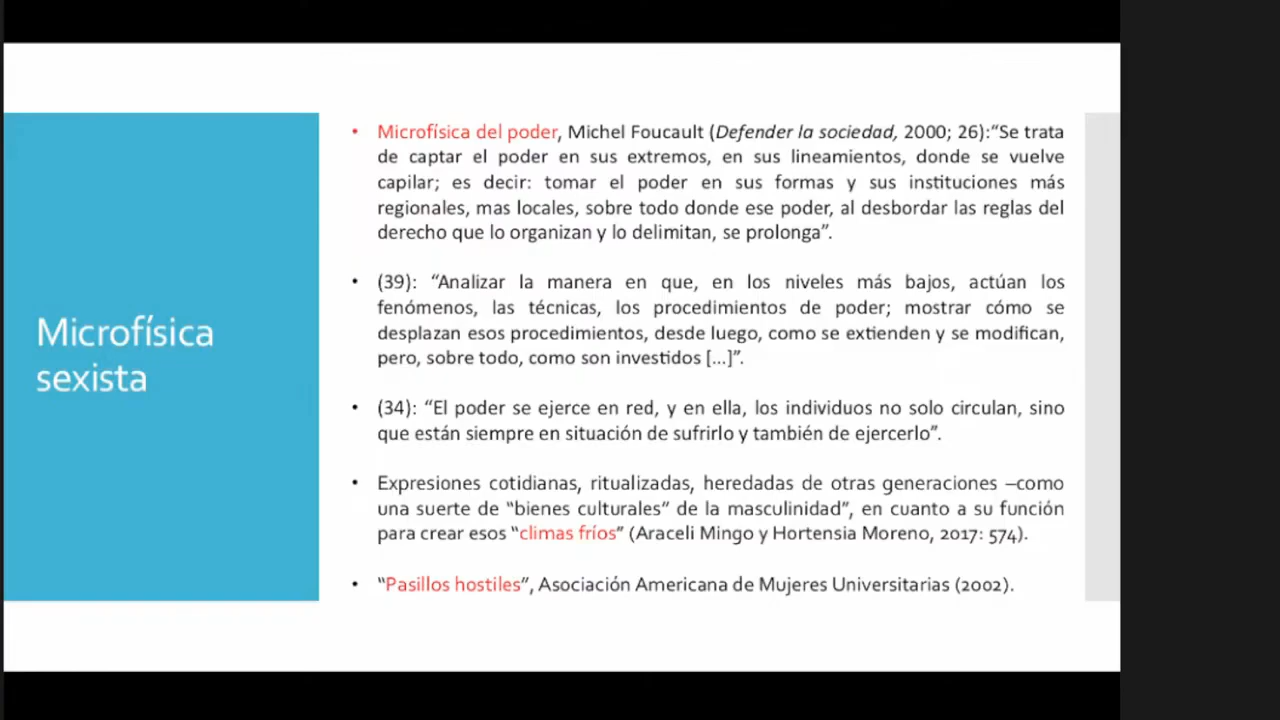 Microfísica
sexista
• Microfísica del poder, Michel Foucault (Defender la sociedad, 2000; 26):“Se trata
de captar el poder en sus extremos, en sus lineamientos, donde se vuelve
capilar; es decir: tomar el poder en sus formas y sus instituciones más
regionales, mas locales, sobre todo donde ese poder, al desbordar las reglas del
derecho que lo organizan y lo delimitan, se prolonga”.
• (39): “Analizar la manera en que, en los niveles más bajos, actúan los
fenómenos, las técnicas, los procedimientos de poder; mostrar cómo se
desplazan esos procedimientos, desde luego, como se extienden y se modifican,
pero, sobre todo, como son investidos [...]”.
• (34): “El poder se ejerce en red, y en ella, los individuos no solo circulan, sino
que están siempre en situación de sufrirlo y también de ejercerlo”.
• Expresiones cotidianas, ritualizadas, heredadas de otras generaciones –como
una suerte de “bienes culturales” de la masculinidad”, en cuanto a su función
para crear esos “climas fríos” (Araceli Mingo y Hortensia Moreno, 2017: 574).
• “Pasillos hostiles”, Asociación Americana de Mujeres Universitarias (2002).